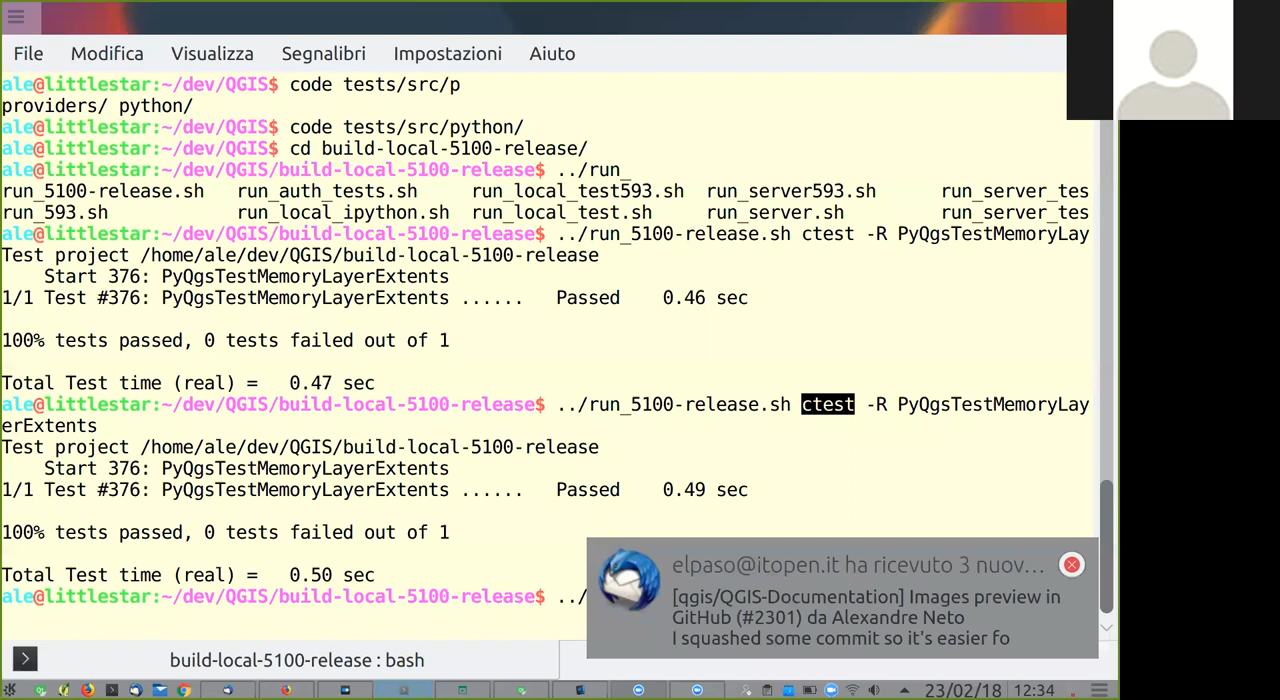 File Modifica Visualizza Segnalibri Impostazioni Aiuto
ale@littlestar:~/dev/QGIS$ code tests/src/p
providers/ python/
ale@littlestar:~/dev/QGIS$ code tests/src/python/
ale@littlestar:~/dev/QGIS$ cd build-local-5100-release/
ale@littlestar:~/dev/QGIS/build-local-5100-release$ ../run_
run_5100-release.sh run_auth_tests.sh run_local_test593.sh run_server593.sh run_server_tes
run_593.sh run_local_ipython.sh run_local_test.sh run_server.sh run_server_tes
ale@littlestar:~/dev/QGIS/build-local-5100-release$ ../run_5100-release.sh ctest -R PyQgsTestMemoryLay
Test project /home/ale/dev/QGIS/build-local-5100-release
Start 376: PyQgsTestMemoryLayerExtents
1/1 Test #376: PyQgsTestMemoryLayerExtents ...... Passed 0.46 sec
100% tests passed, 0 tests failed out of 1
Total Test time (real) = 0.47 sec
ale@littlestar:~/dev/QGIS/build-local-5100-release$ ../run_5100-release.sh ctest -R PyQgsTestMemoryLay
erExtents
Test project /home/ale/dev/QGIS/build-local-5100-release
Start 376: PyQgsTestMemoryLayerExtents
1/1 Test #376: PyQgsTestMemoryLayerExtents ...... Passed 0.49 sec
100% tests passed, 0 tests failed out of 1
Total Test time (real) = 0.50 sec
ale@littlestar:~/dev/QGIS/build-local-5100-release$ ../
elpaso@itopen.it ha ricevuto 3 nuov...
[qgis/QGIS-Documentation] Images preview in
GitHub (#2301) da Alexandre Neto
I squashed some commit so it's easier fo
build-local-5100-release : bash
23/02/18 12:34